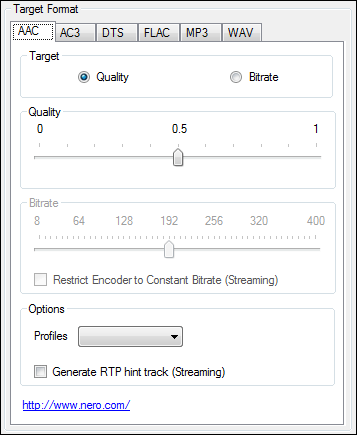 Target Format
AAC AC3 DTS FLAC MP3 WAV
Target
Quality Bitrate
Quality
0 0.5 1
Bitrate
8 64 128 192 256 320 400
Restrict Encoder to Constant Bitrate (Streaming)
Options
Profiles
Generate RTP hint track (Streaming)
http://www.nero.com/